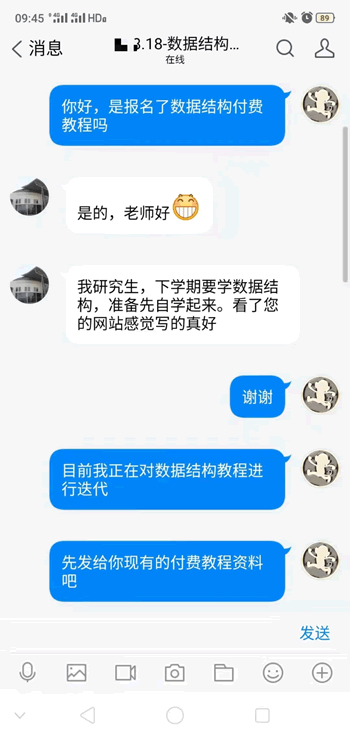 09:45
89
消息
3.18-数据结构...
在线
你好，是报名了数据结构付费
教程吗
是的，老师好
我研究生，下学期要学数据结
构，准备先自学起来。看了您
的网站感觉写的真好
谢谢
目前我正在对数据结构教程进
行迭代
先发给你现有的付费教程资料
吧
发送